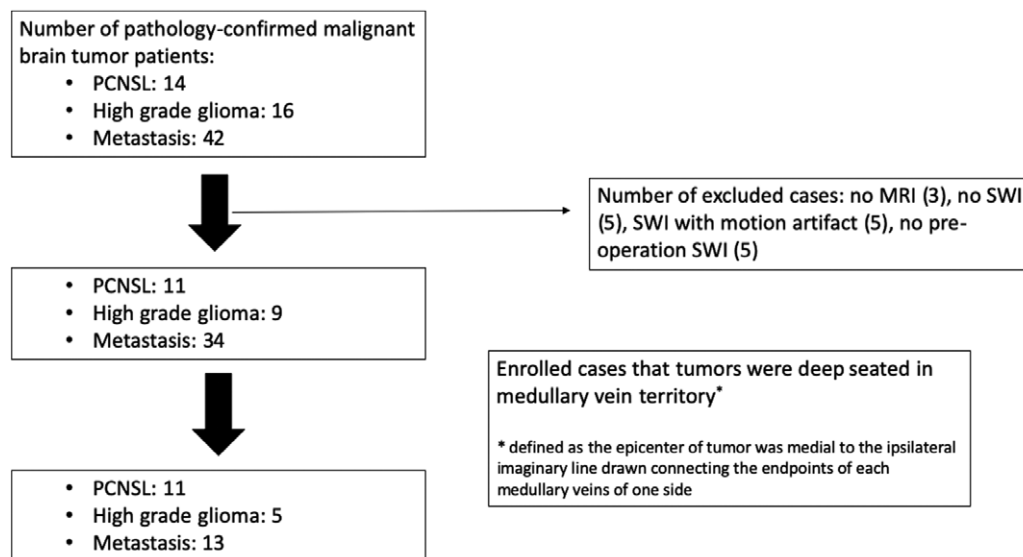 Number of pathology-confirmed malignant
brain tumor patients:
• PCNSL: 14
• High grade glioma: 16
• Metastasis: 42
Number of excluded cases: no MRI (3), no SWI
(5), SWI with motion artifact (5), no pre-
operation SWI (5)
• PCNSL: 11
• High grade glioma: 9
• Metastasis: 34
Enrolled cases that tumors were deep seated in
medullary vein territory*
* defined as the epicenter of tumor was medial to the ipsilateral
imaginary line drawn connecting the endpoints of each
medullary veins of one side
• PCNSL: 11
• High grade glioma: 5
• Metastasis: 13